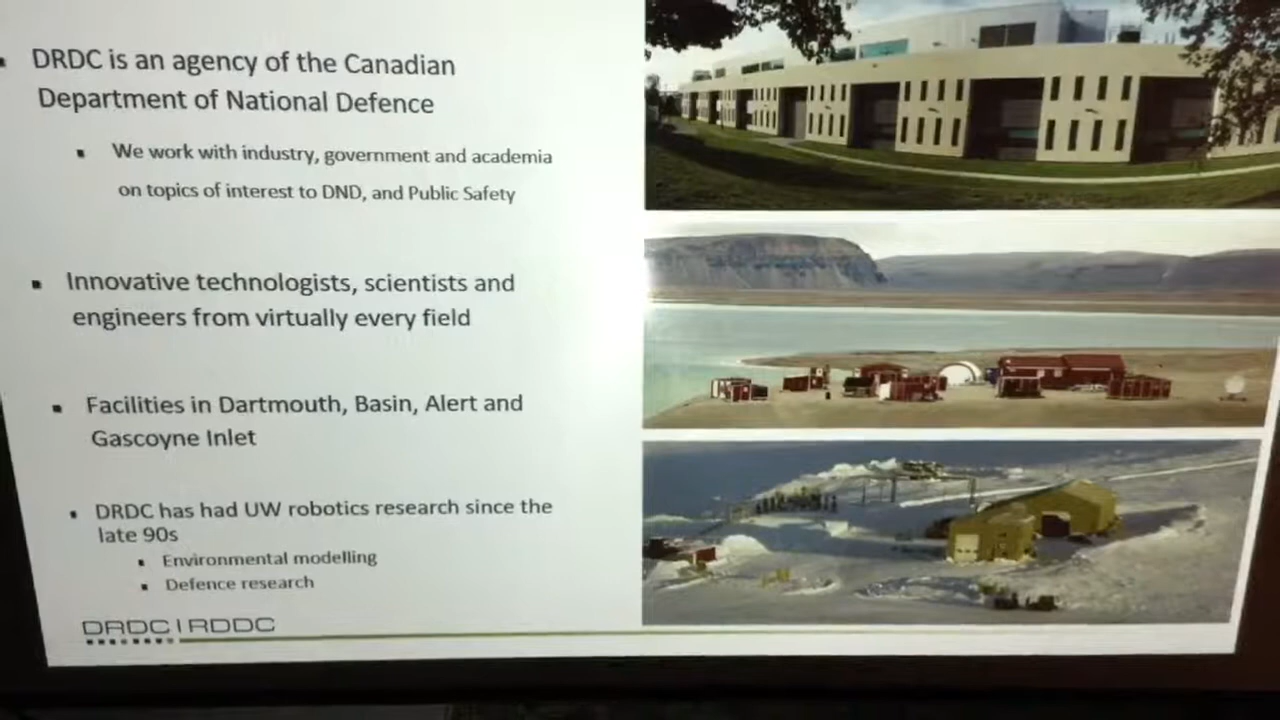 DRDC is an agency of the Canadian
Department of National Defence
We work with industry, government and academia
on topics of interest to DND, and Public Safety
Innovative technologists, scientists and
engineers from virtually every field
Facilities in Dartmouth, Basin, Alert and
Gascoyne Inlet
DRDC has had UW robotics research since the
late 90s
Environmental modelling
Defence research
DRDC | RDDC